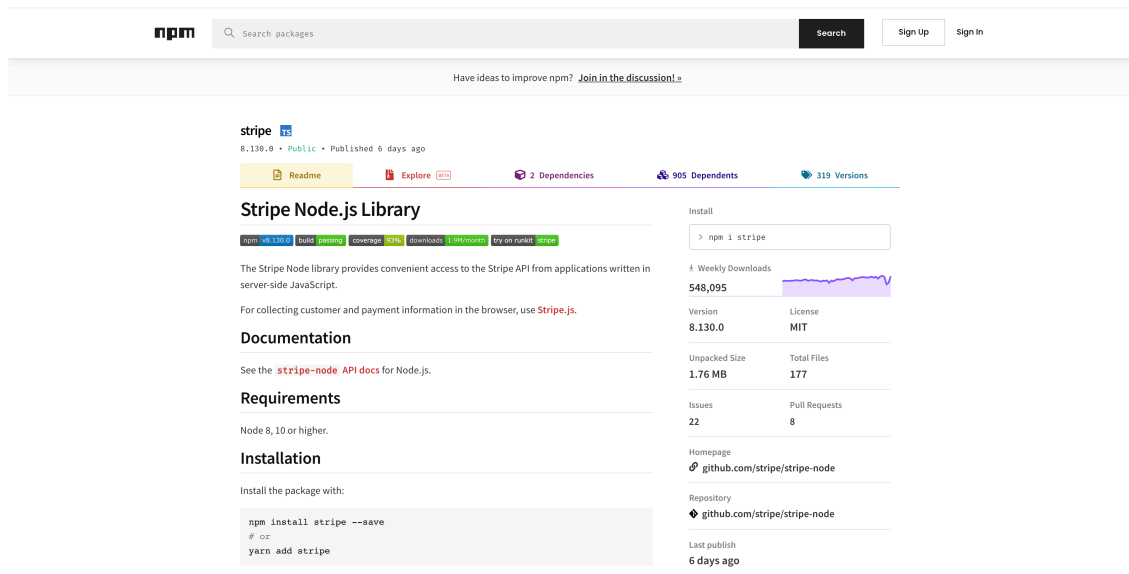 npm
Search packages
Search
Sign Up
Sign In
Have ideas to improve npm? Join in the discussion! »
stripe TS
8.130.0 • Public • Published 6 days ago
Readme
Explore BETA
2 Dependencies
905 Dependents
319 Versions
Stripe Node.js Library
npm v8.130.0 build passing coverage 93% downloads 1.9M/month try on runkit stripe
The Stripe Node library provides convenient access to the Stripe API from applications written in
server-side JavaScript.
For collecting customer and payment information in the browser, use Stripe.js.
Documentation
See the stripe-node API docs for Node.js.
Requirements
Node 8, 10 or higher.
Installation
Install the package with:
npm install stripe --save
# or
yarn add stripe
Install
> npm i stripe
Weekly Downloads
548,095
Version
License
8.130.0
MIT
Unpacked Size
Total Files
1.76 MB
177
Issues
Pull Requests
22
8
Homepage
github.com/stripe/stripe-node
Repository
github.com/stripe/stripe-node
Last publish
6 days ago